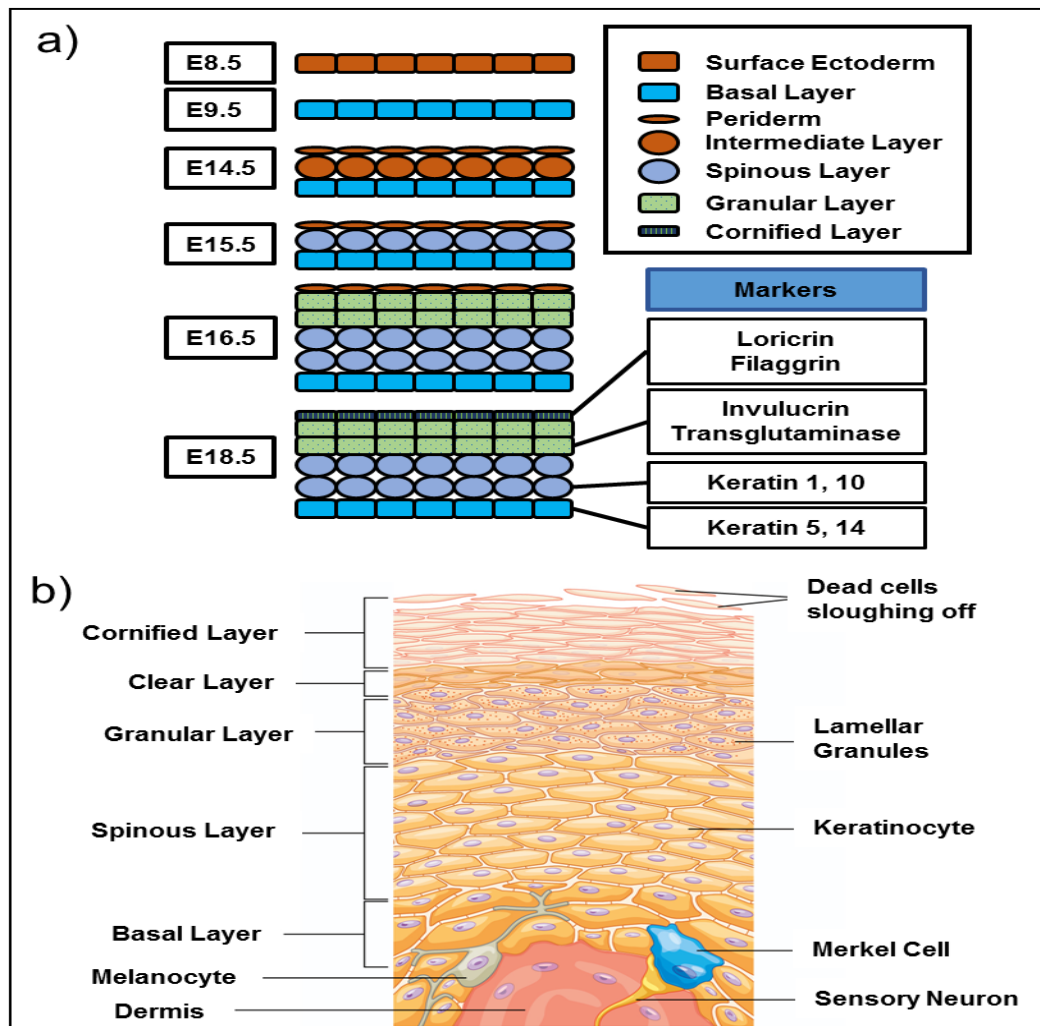 a)
E8.5
E9.5
E14.5
E15.5
E16.5
E18.5
Surface Ectoderm
Basal Layer
Periderm
Intermediate Layer
Spinous Layer
Granular Layer
Cornified Layer
Markers
Loricrin
Filaggrin
Invulucrin
Transglutaminase
Keratin 1, 10
Keratin 5, 14
b)
Cornified Layer
Clear Layer
Granular Layer
Spinous Layer
Basal Layer
Melanocyte
Dermis
Dead cells
sloughing off
Lamellar
Granules
Keratinocyte
Merkel Cell
Sensory Neuron